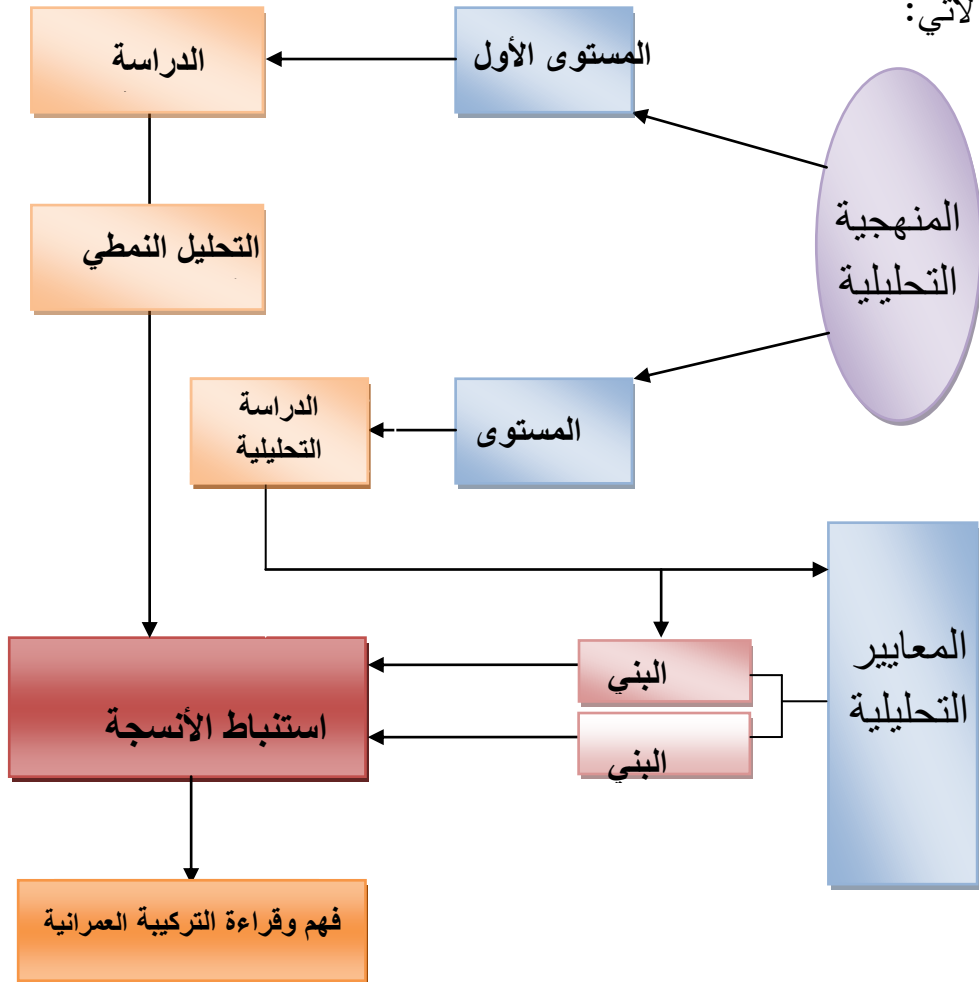 لأتي:
المستوى الأول
الدراسة
المنهجية
التحليلية
التحليل النمطي
المستوى
الدراسة
التحليلية
المعايير
التحليلية
البني
البني
استنباط الأنسجة
فهم وقراءة التركيبة العمرانية